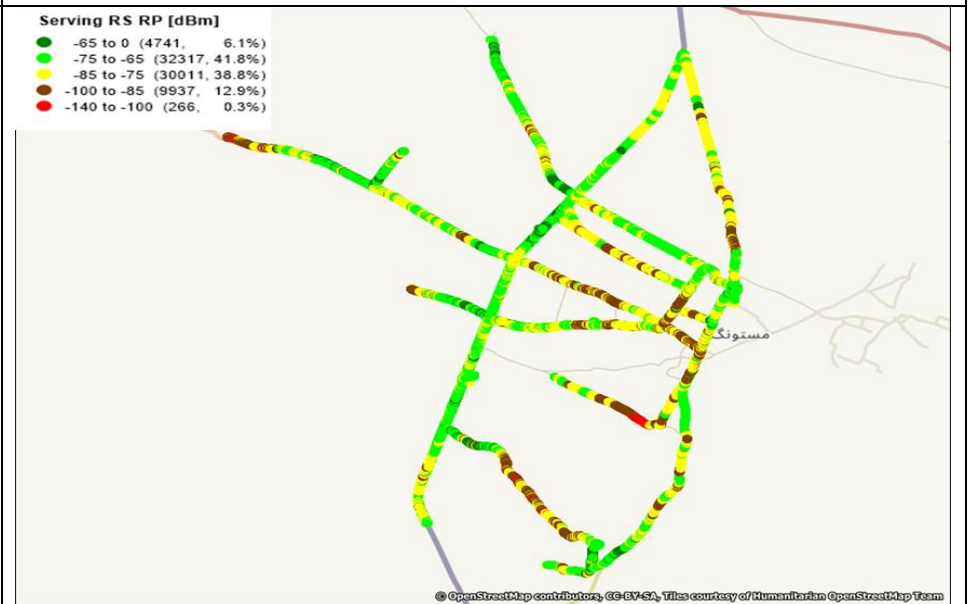 Serving RS RP [dBm]
-65 to 0 (4741, 6.1%)
-75 to -65 (32317, 41.8%)
-85 to -75 (30011, 38.8%)
-100 to -85 (9937, 12.9%)
-140 to -100 (266, 0.3%)
مستونگ
© OpenStreetMap contributors, CC-BY-SA, Tiles courtesy of Humanitarian OpenStreetMap Team